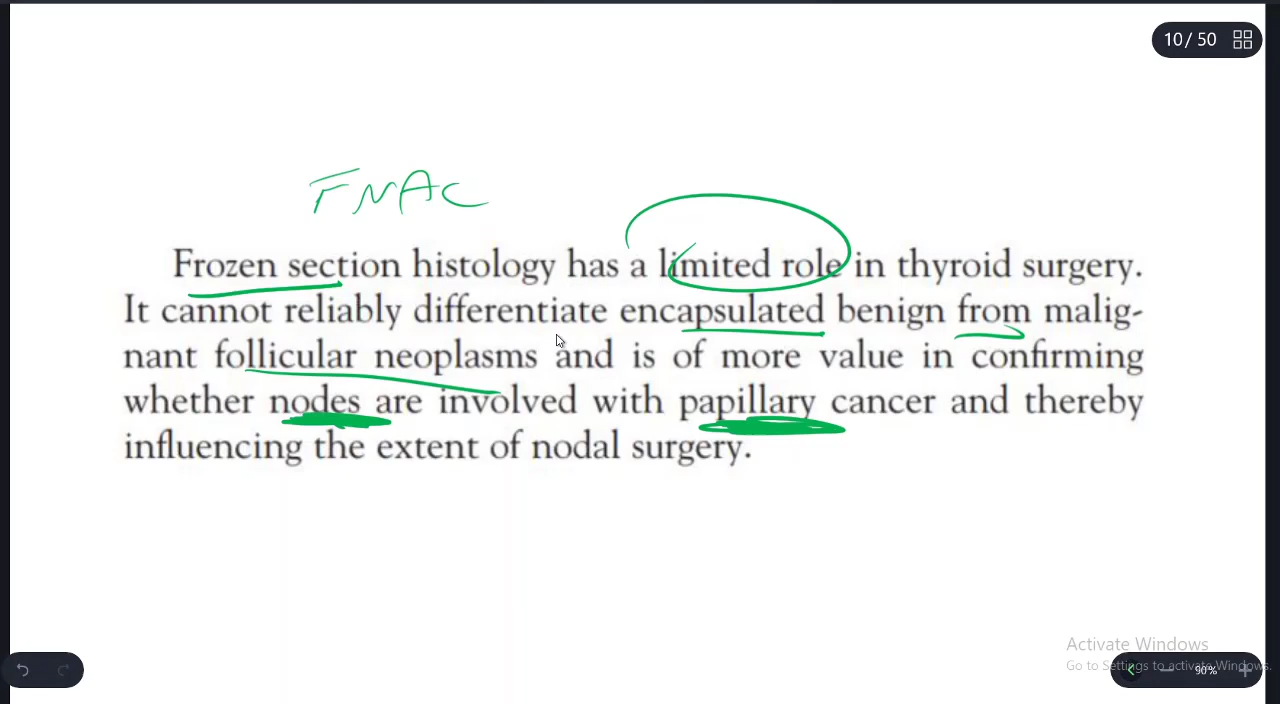 10/ 50
FNAC
Frozen section histology has a limited role in thyroid surgery.
It cannot reliably differentiate encapsulated benign from malig-
nant follicular neoplasms and is of more value in confirming
whether nodes are involved with papillary cancer and thereby
influencing the extent of nodal surgery.
Activate Windows
Go to Settings to activate Windows.
90%